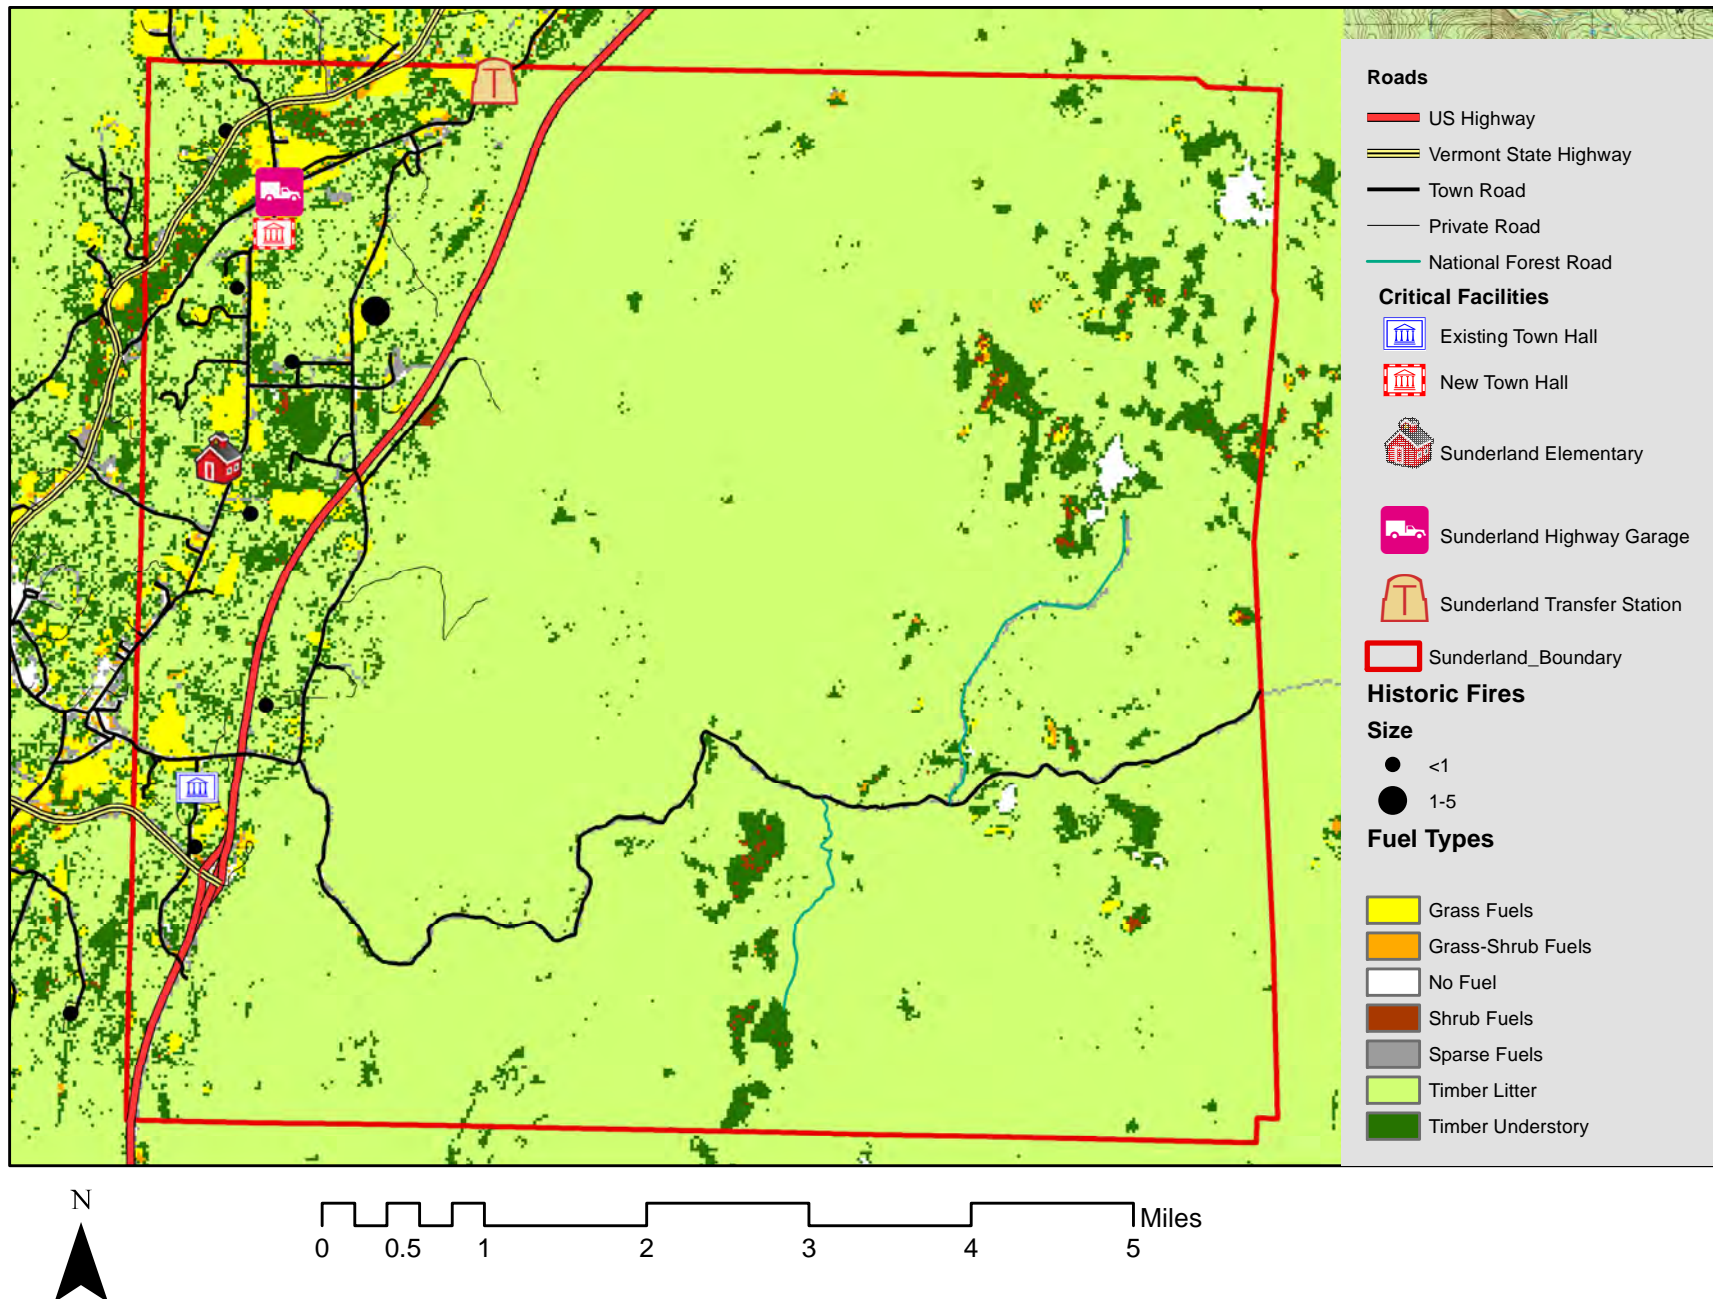 Roads
US Highway
Vermont State Highway
Town Road
Private Road
National Forest Road
Critical Facilities
Existing Town Hall
New Town Hall
Sunderland Elementary
Sunderland Highway Garage
T Sunderland Transfer Station
Sunderland_Boundary
Historic Fires
Size
<1
1-5
Fuel Types
Grass Fuels
Grass-Shrub Fuels
No Fuel
Shrub Fuels
Sparse Fuels
Timber Litter
Timber Understory
T
N
Miles
0 0.5 1 2 3 4 5